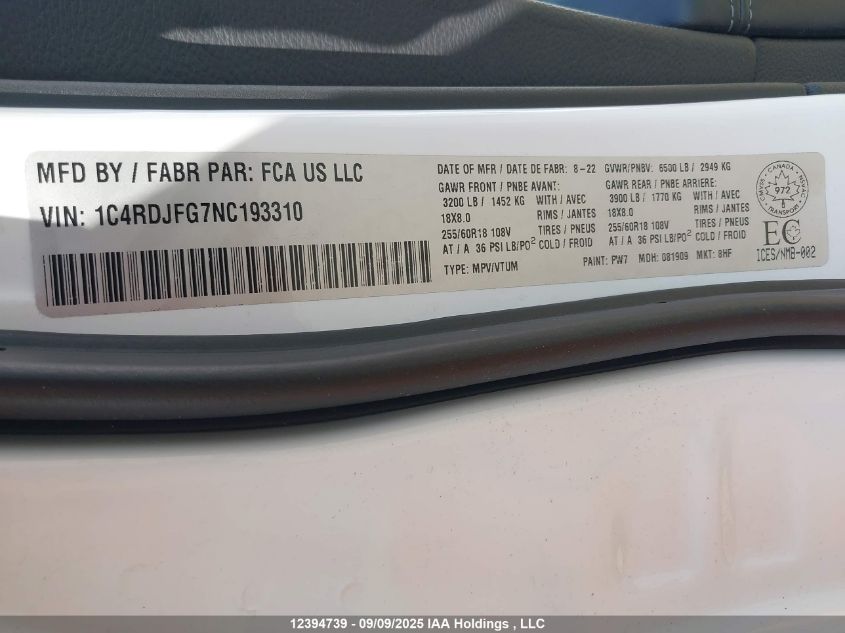 MFD BY / FABR PAR: FCA US LLC
VIN: 1C4RDJFG7NC193310
DATE OF MFR / DATE DE FABR: 8-22 GVWR/PNBV: 6500 LB / 2949 KG
GAWR FRONT / PNBE AVANT:
3200 LB / 1452 KG WITH / AVEC
18X8.0 RIMS / JANTES
255/60R18 108V TIRES / PNEUS
AT / A 36 PSI LB/PO2 COLD / FROID
GAWR REAR / PNBE ARRIERE:
3900 LB / 1770 KG WITH / AVEC
18X8.0 RIMS / JANTES
255/60R18 108V TIRES / PNEUS
AT / A 36 PSI LB/PO2 COLD / FROID
TYPE: MPV/VTUM PAINT: PW7 MOH: 081909 MKT: 8HF
CANADA
972
TRANSPORT
EC
ICES/NMB-002
12394739 - 09/09/2025 IAA Holdings , LLC